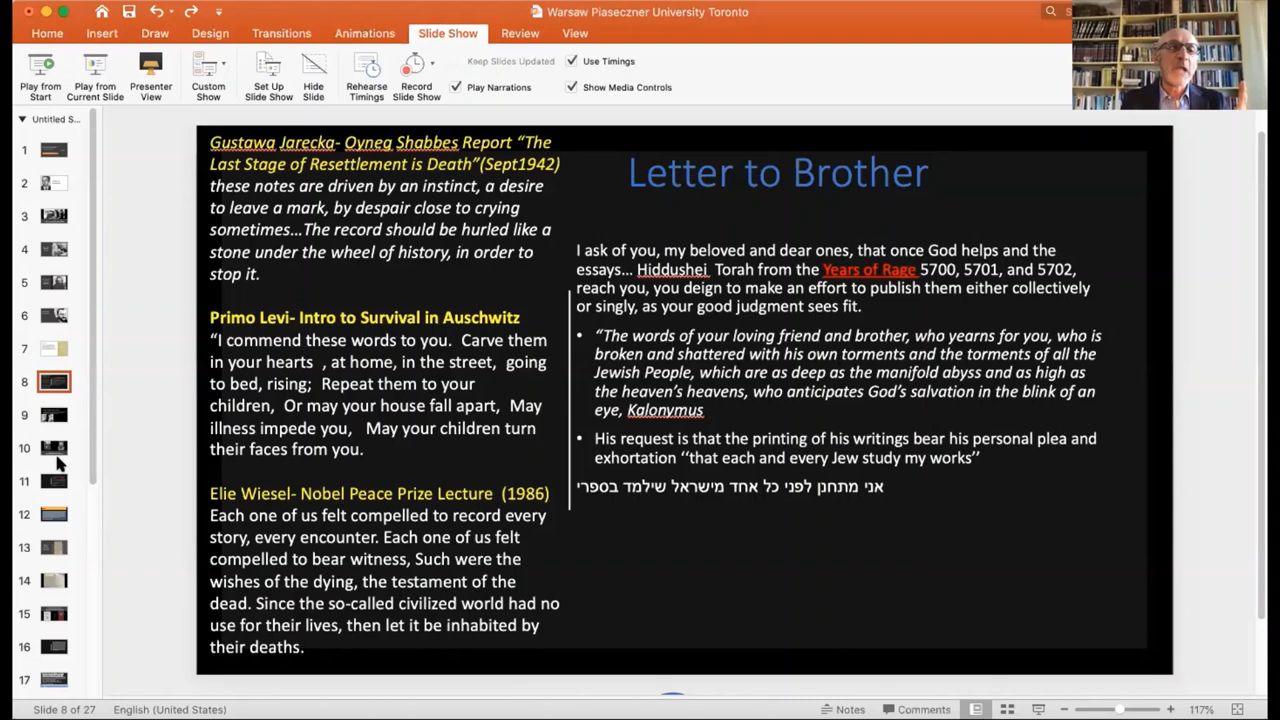 Warsaw Piaseczner University Toronto
Home Insert Draw Design Transitions Animations Slide Show Review View
Play from Start
Play from Current Slide
Presenter View
Custom Show
Set Up Slide Show
Hide Slide
Rehearse Timings
Record Slide Show
Keep Slides Updated
Use Timings
Play Narrations
Show Media Controls
Untitled S...
1
2
3
4
5
6
7
8
9
10
11
12
13
14
15
16
17
Gustawa Jarecka- Oyneg Shabbes Report “The
Last Stage of Resettlement is Death”(Sept1942)
these notes are driven by an instinct, a desire
to leave a mark, by despair close to crying
sometimes…The record should be hurled like a
stone under the wheel of history, in order to
stop it.
Primo Levi- Intro to Survival in Auschwitz
“I commend these words to you. Carve them
in your hearts , at home, in the street, going
to bed, rising; Repeat them to your
children, Or may your house fall apart, May
illness impede you, May your children turn
their faces from you.
Elie Wiesel- Nobel Peace Prize Lecture (1986)
Each one of us felt compelled to record every
story, every encounter. Each one of us felt
compelled to bear witness, Such were the
wishes of the dying, the testament of the
dead. Since the so-called civilized world had no
use for their lives, then let it be inhabited by
their deaths.
Letter to Brother
I ask of you, my beloved and dear ones, that once God helps and the
essays… Hiddushei Torah from the Years of Rage 5700, 5701, and 5702,
reach you, you deign to make an effort to publish them either collectively
or singly, as your good judgment sees fit.
• “The words of your loving friend and brother, who yearns for you, who is
broken and shattered with his own torments and the torments of all the
Jewish People, which are as deep as the manifold abyss and as high as
the heaven’s heavens, who anticipates God’s salvation in the blink of an
eye, Kalonymus
• His request is that the printing of his writings bear his personal plea and
exhortation ‘‘that each and every Jew study my works’’
אני מתחנן לפני כל אחד מישראל שילמד בספרי
Slide 8 of 27 English (United States) Notes Comments 117%